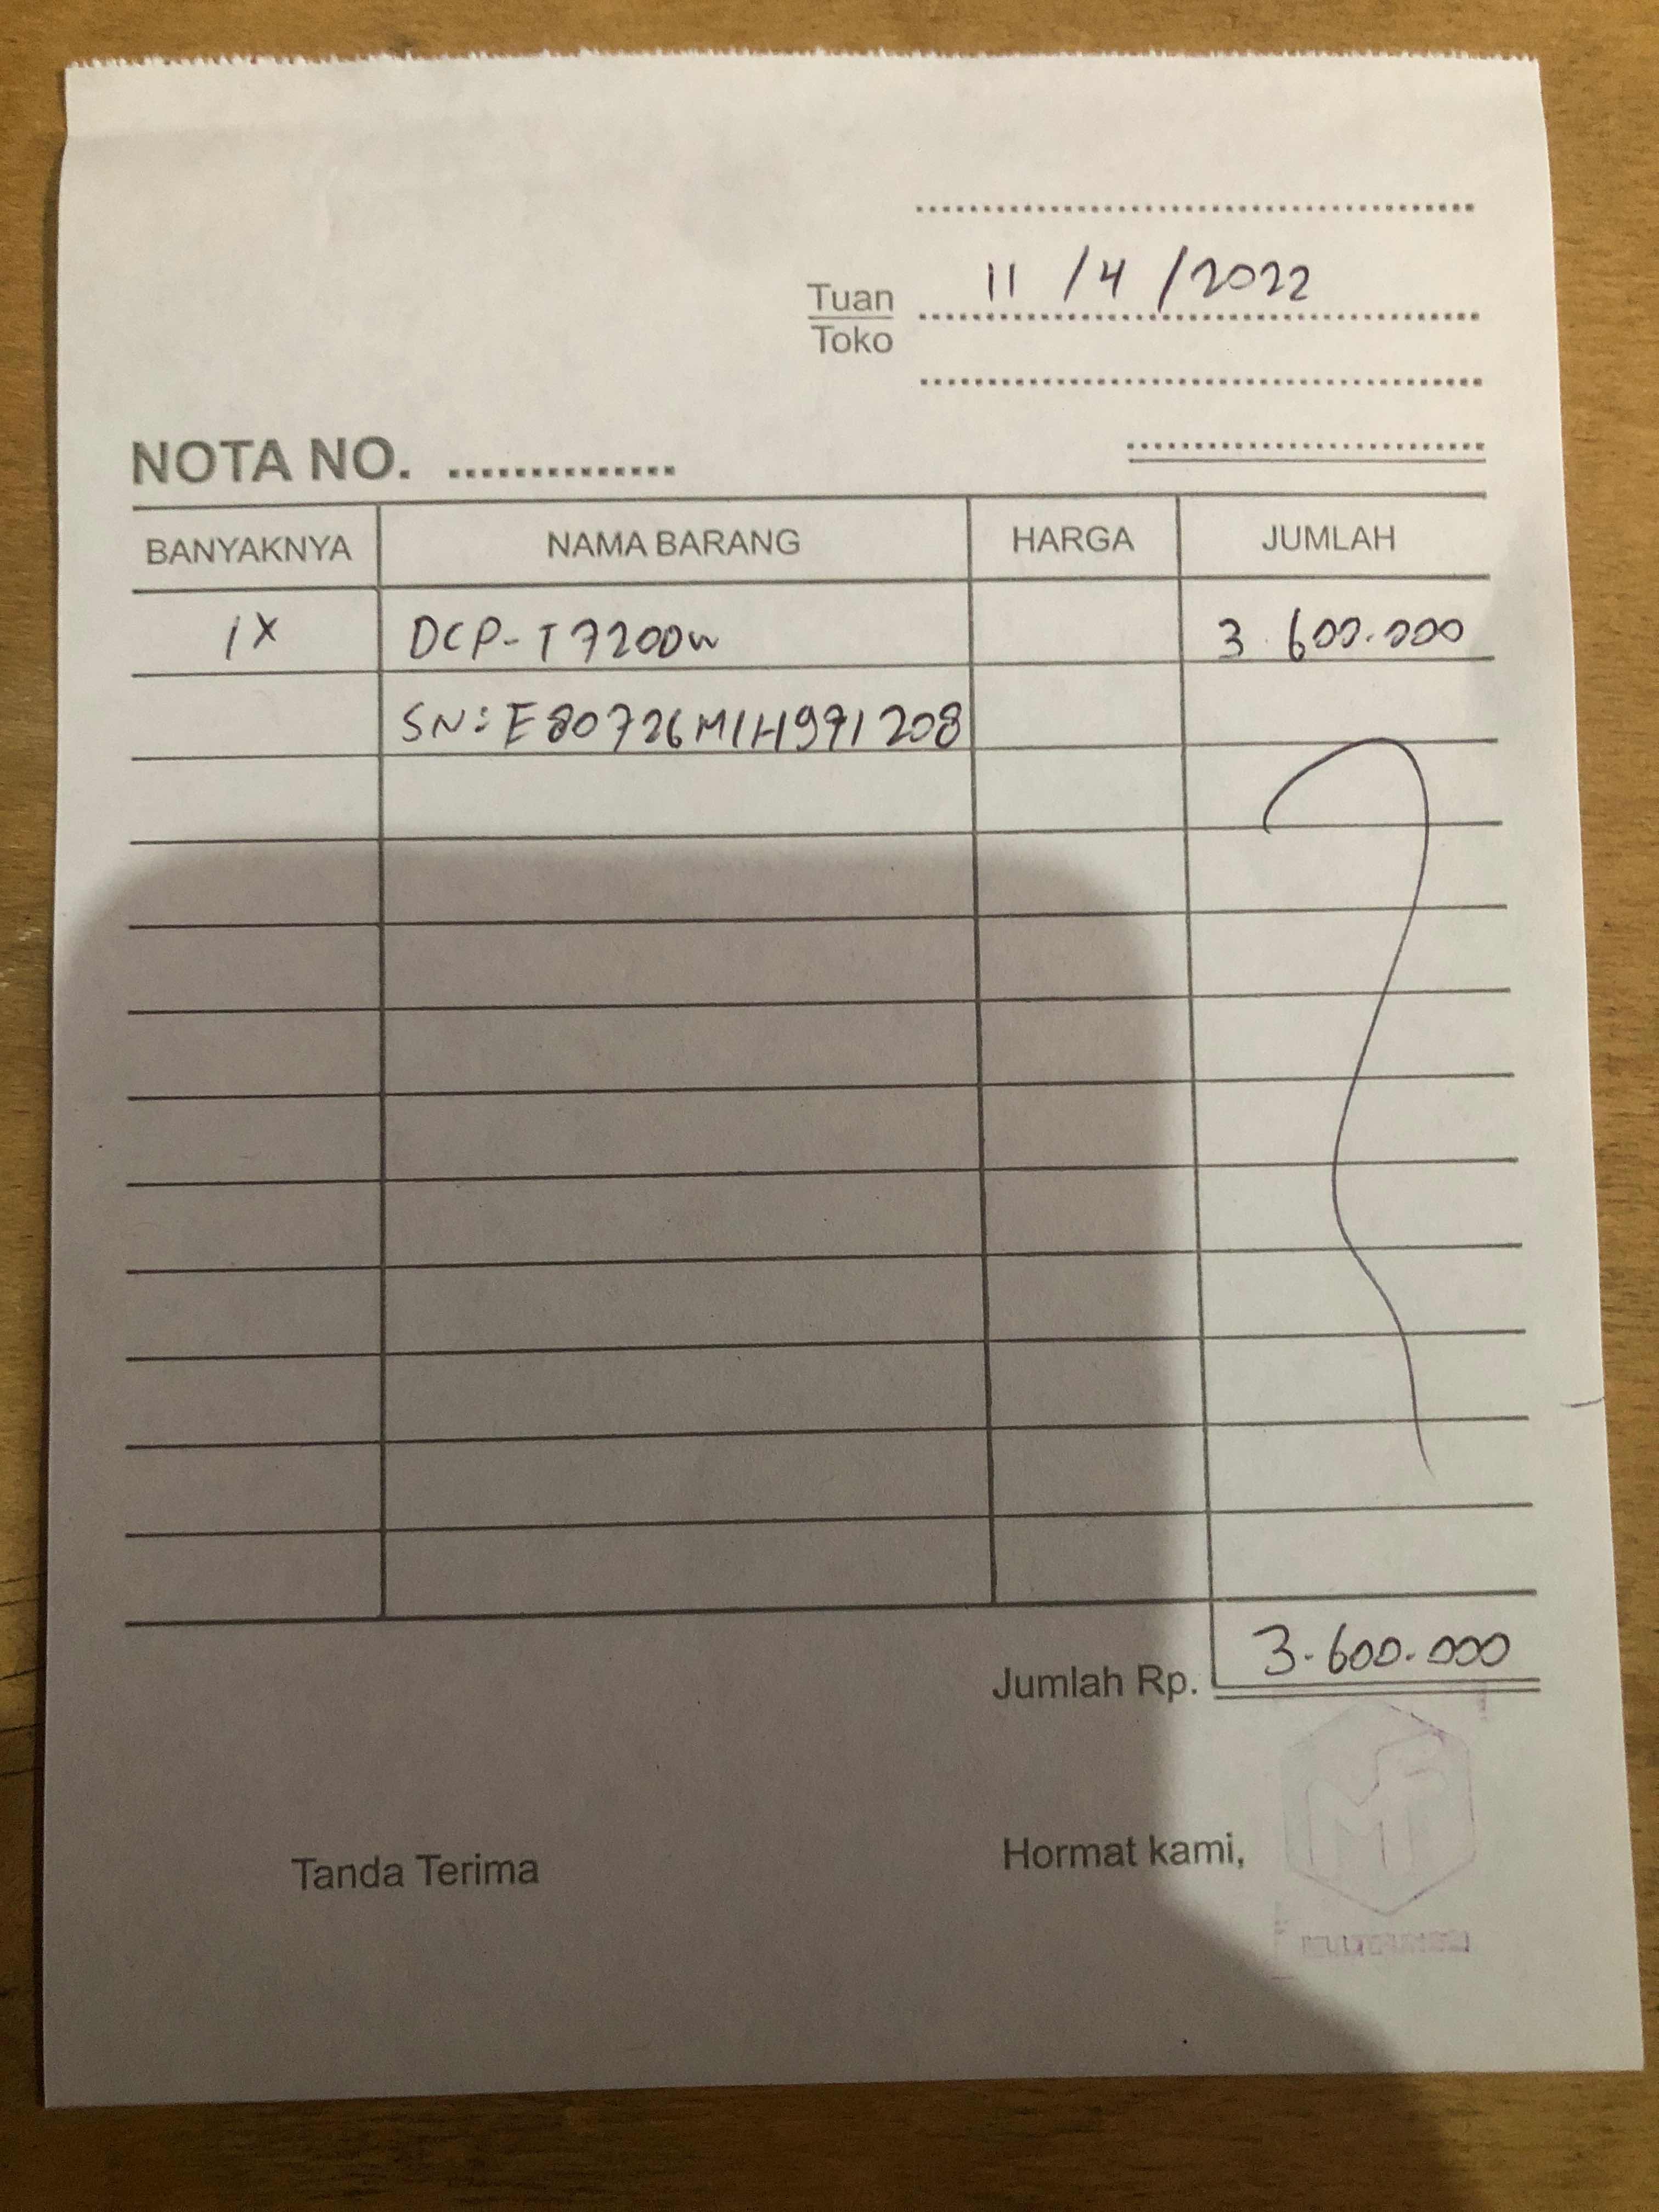 11 / 4 / 2022
Tuan
Toko
NOTA NO. ..............
BANYAKNYA NAMA BARANG HARGA JUMLAH
1X DCP-T7200w 3.600.000
SN: E80726M1H991208
Jumlah Rp. 3.600.000
Tanda Terima Hormat kami,